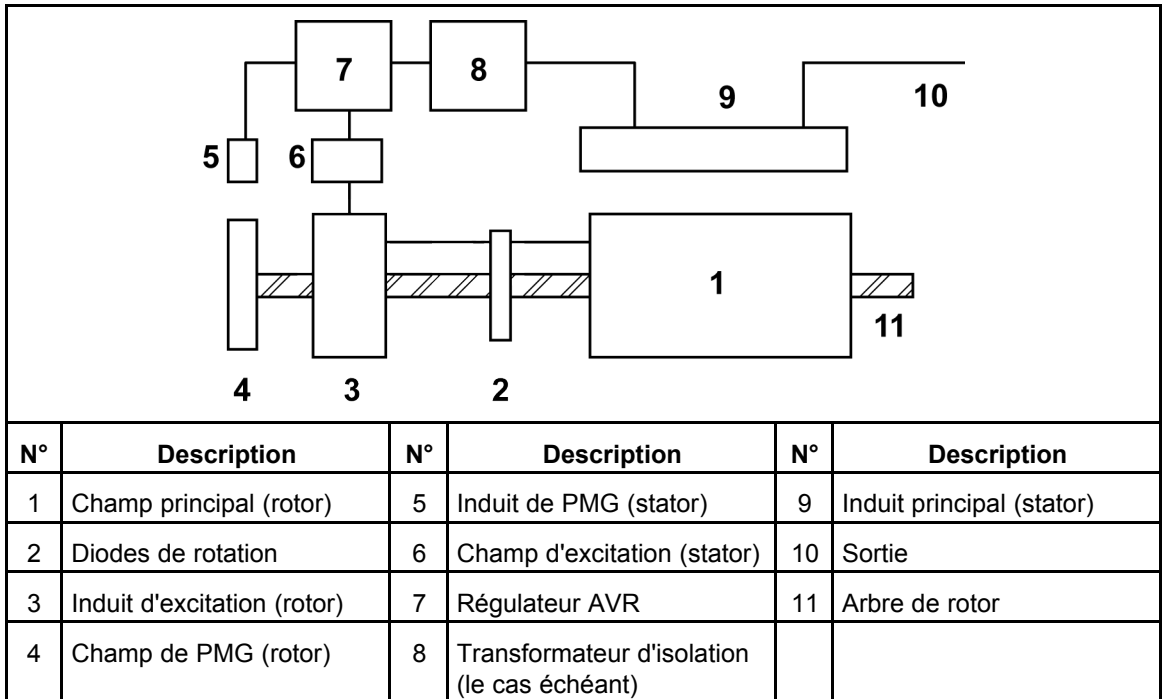 7 8
9 10
5 6
1
11
4 3 2
N° Description N° Description N° Description
1 Champ principal (rotor) 5 Induit de PMG (stator) 9 Induit principal (stator)
2 Diodes de rotation 6 Champ d'excitation (stator) 10 Sortie
3 Induit d'excitation (rotor) 7 Régulateur AVR 11 Arbre de rotor
4 Champ de PMG (rotor) 8 Transformateur d'isolation
(le cas échéant)